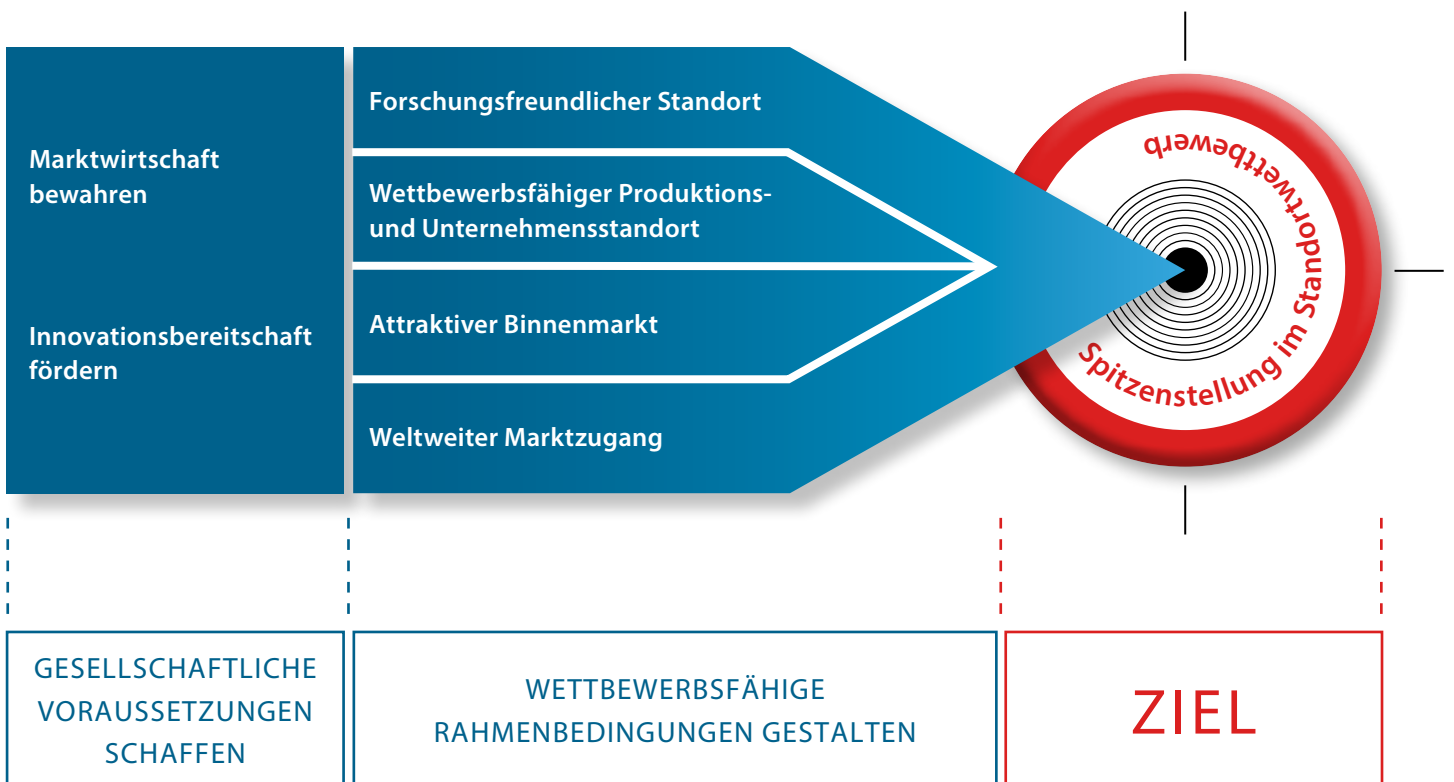 Marktwirtschaft
bewahren
Innovationsbereitschaft
fördern
Forschungsfreundlicher Standort
Wettbewerbsfähiger Produktions-
und Unternehmensstandort
Attraktiver Binnenmarkt
Weltweiter Marktzugang
Spitzenstellung im Standortwettbewerb
GESELLSCHAFTLICHE
VORAUSSETZUNGEN
SCHAFFEN
WETTBEWERBSFÄHIGE
RAHMENBEDINGUNGEN GESTALTEN
ZIEL